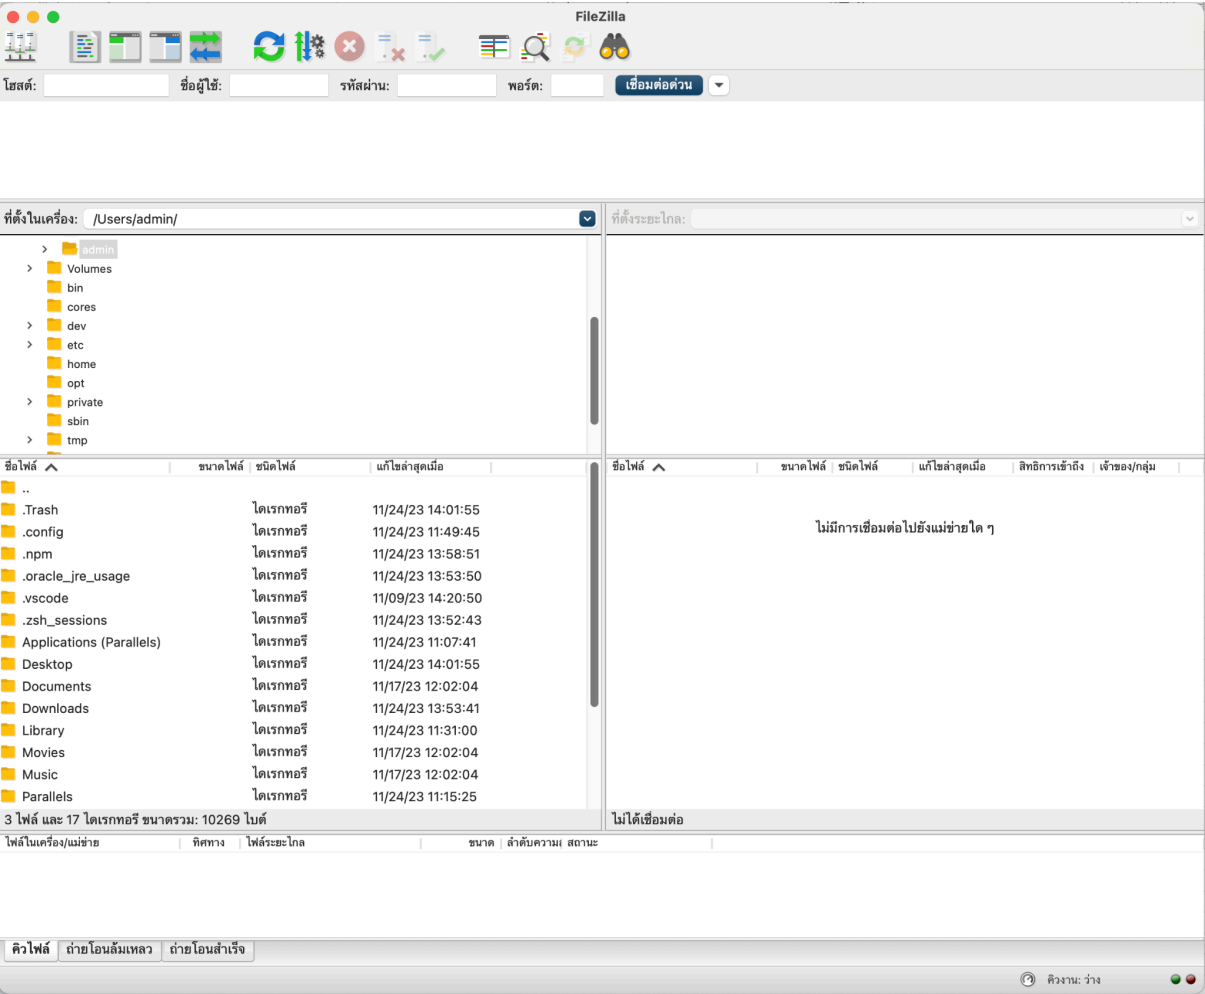 FileZilla
โฮสต์: ชื่อผู้ใช้: รหัสผ่าน: พอร์ต: เชื่อมต่อด่วน
ที่ตั้งในเครื่อง: /Users/admin/
ที่ตั้งระยะไกล:
admin
Volumes
bin
cores
dev
etc
home
opt
private
sbin
tmp
ชื่อไฟล์ ขนาดไฟล์ ชนิดไฟล์ แก้ไขล่าสุดเมื่อ
..
.Trash ไดเรกทอรี 11/24/23 14:01:55
.config ไดเรกทอรี 11/24/23 11:49:45
.npm ไดเรกทอรี 11/24/23 13:58:51
.oracle_jre_usage ไดเรกทอรี 11/24/23 13:53:50
.vscode ไดเรกทอรี 11/09/23 14:20:50
.zsh_sessions ไดเรกทอรี 11/24/23 13:52:43
Applications (Parallels) ไดเรกทอรี 11/24/23 11:07:41
Desktop ไดเรกทอรี 11/24/23 14:01:55
Documents ไดเรกทอรี 11/17/23 12:02:04
Downloads ไดเรกทอรี 11/24/23 13:53:41
Library ไดเรกทอรี 11/24/23 11:31:00
Movies ไดเรกทอรี 11/17/23 12:02:04
Music ไดเรกทอรี 11/17/23 12:02:04
Parallels ไดเรกทอรี 11/24/23 11:15:25
3 ไฟล์ และ 17 ไดเรกทอรี ขนาดรวม: 10269 ไบต์
ชื่อไฟล์ ขนาดไฟล์ ชนิดไฟล์ แก้ไขล่าสุดเมื่อ สิทธิการเข้าถึง เจ้าของ/กลุ่ม
ไม่มีการเชื่อมต่อไปยังแม่ข่ายใด ๆ
ไม่ได้เชื่อมต่อ
ไฟล์ในเครื่อง/แม่ข่าย ทิศทาง ไฟล์ระยะไกล ขนาด ลำดับความ สถานะ
คิวไฟล์ ถ่ายโอนล้มเหลว ถ่ายโอนสำเร็จ
คิวงาน: ว่าง